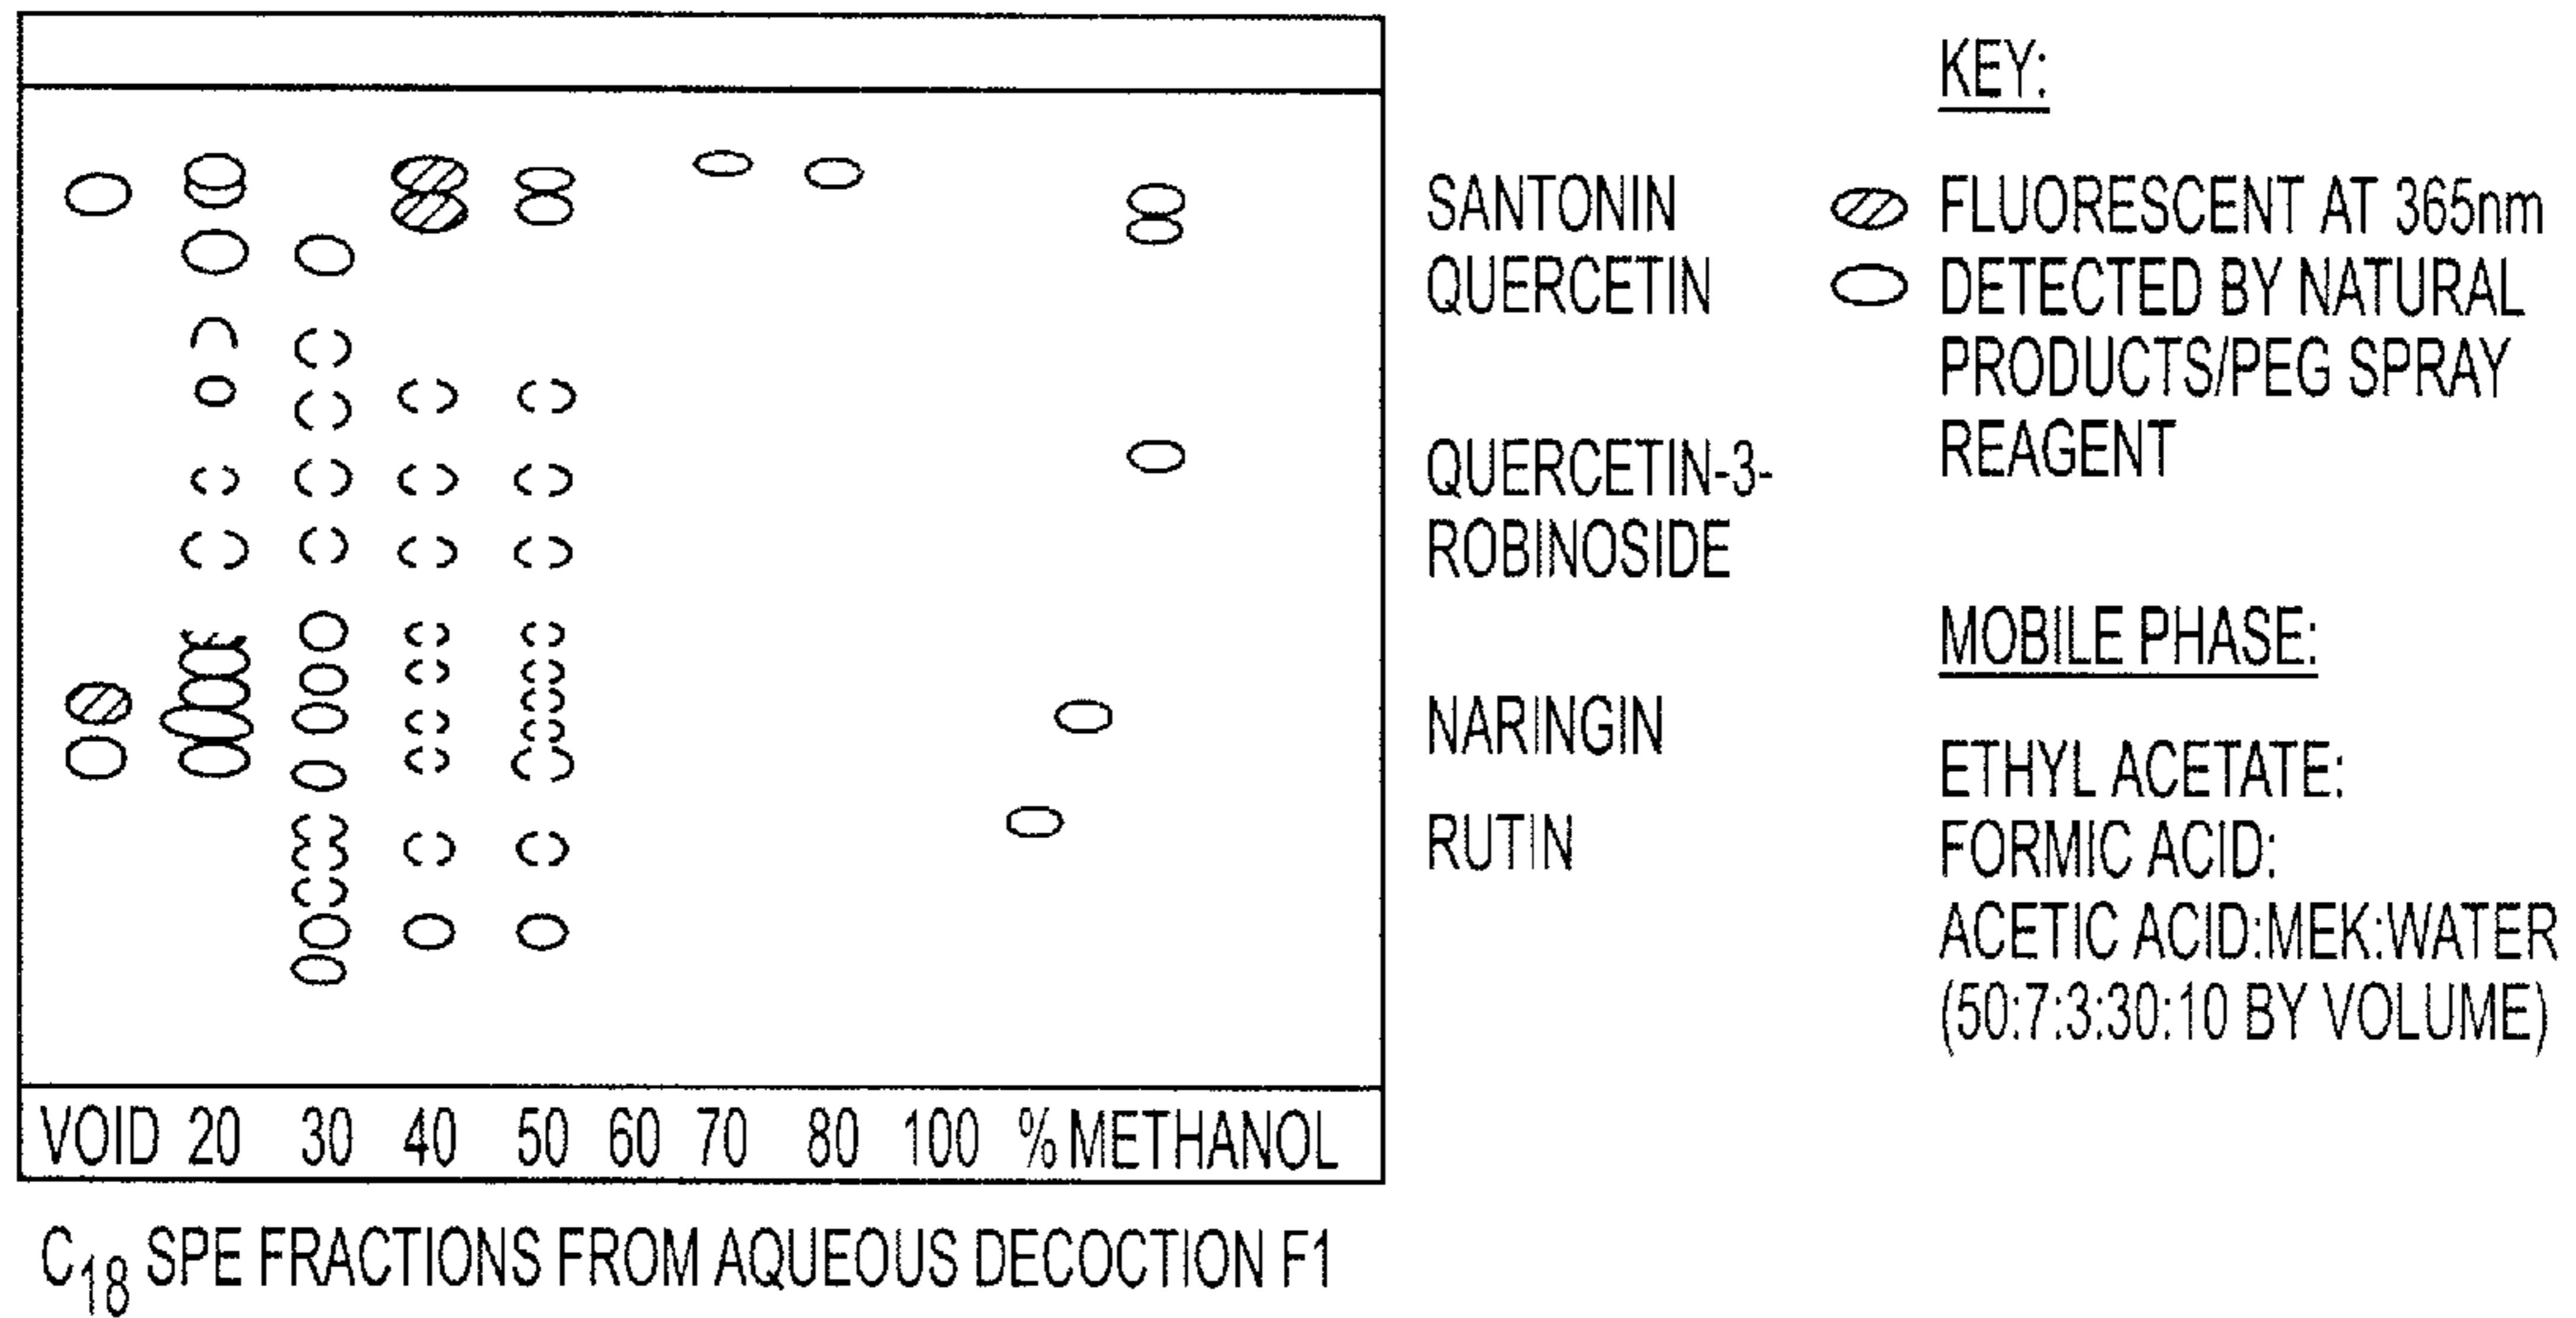 KEY:
SANTONIN
QUERCETIN
QUERCETIN-3-
ROBINOSIDE
NARINGIN
RUTIN
FLUORESCENT AT 365nm
DETECTED BY NATURAL
PRODUCTS/PEG SPRAY
REAGENT
MOBILE PHASE:
ETHYL ACETATE:
FORMIC ACID:
ACETIC ACID:MEK:WATER
(50:7:3:30:10 BY VOLUME)
VOID 20 30 40 50 60 70 80 100 % METHANOL
C18 SPE FRACTIONS FROM AQUEOUS DECOCTION F1